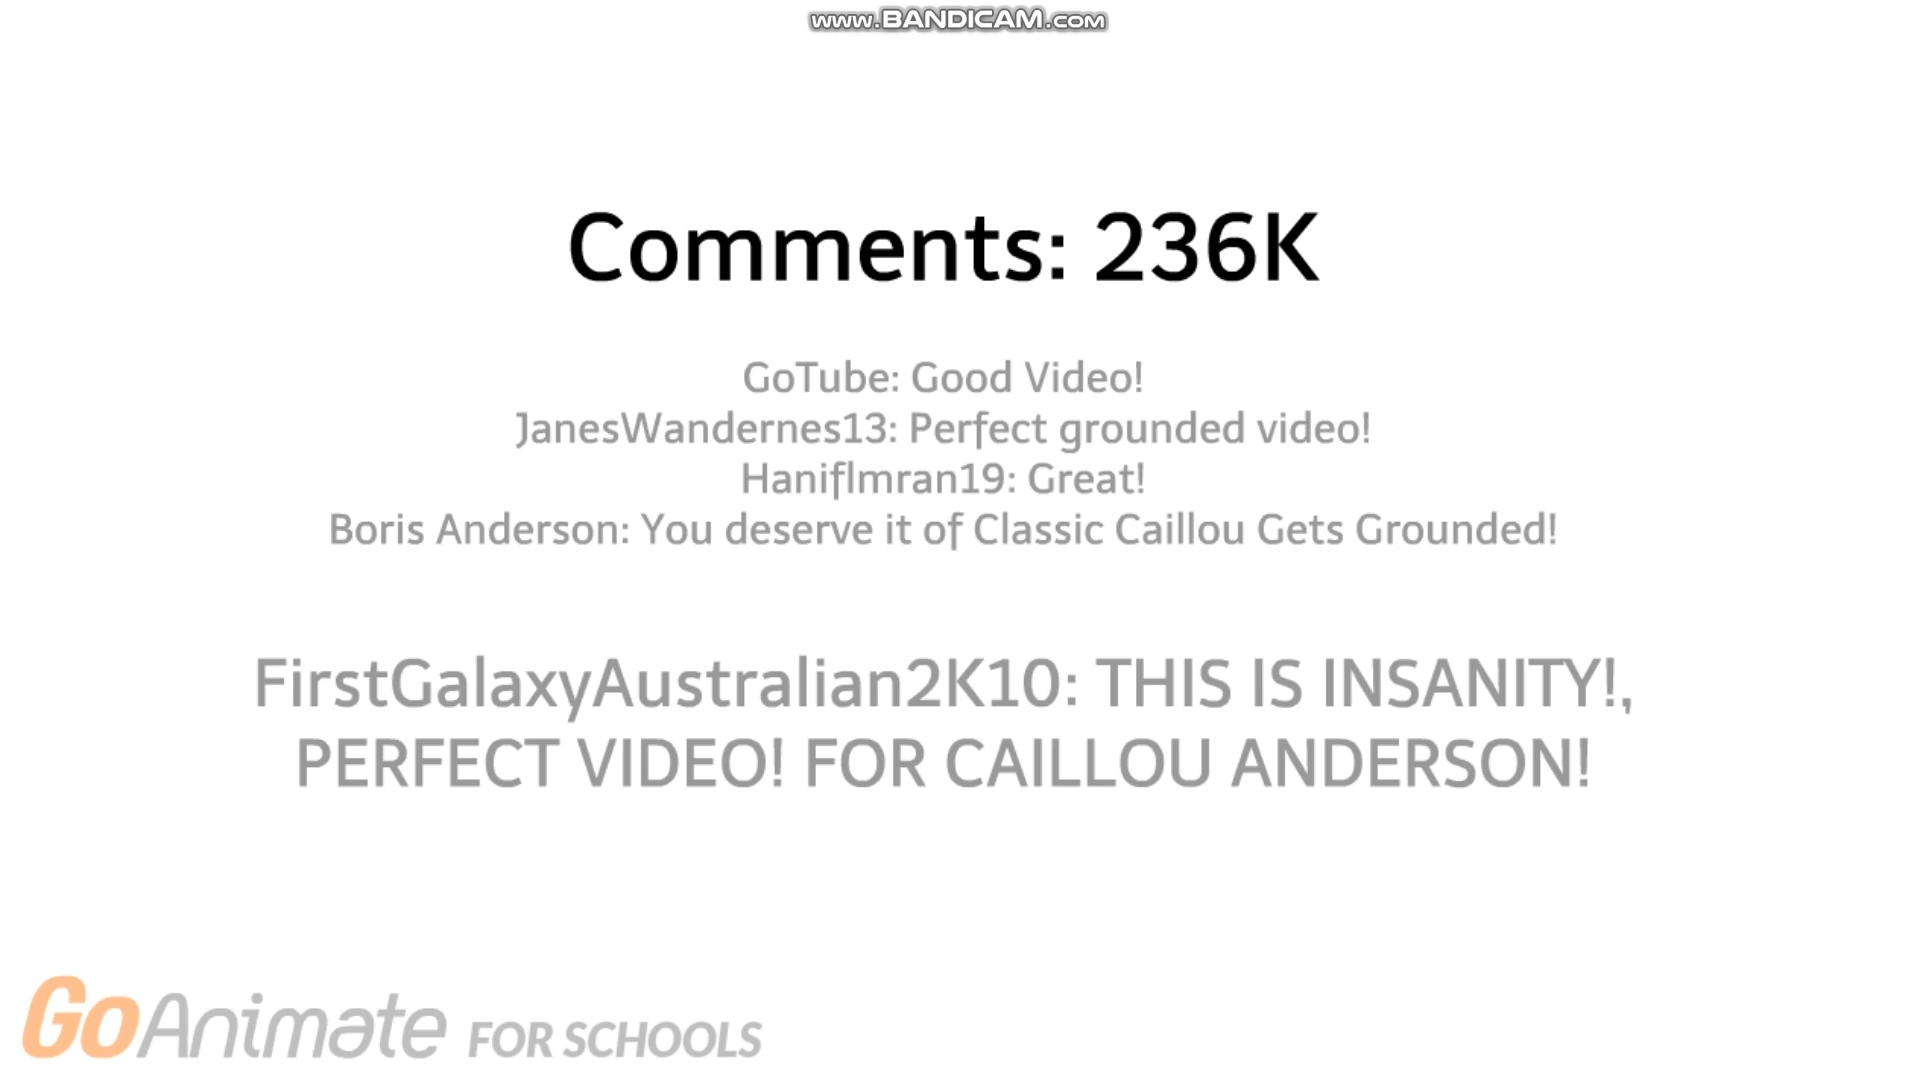 www.BANDICAM.com
Comments: 236K
GoTube: Good Video!
JanesWandernes13: Perfect grounded video!
HanifImran19: Great!
Boris Anderson: You deserve it of Classic Caillou Gets Grounded!
FirstGalaxyAustralian2K10: THIS IS INSANITY!,
PERFECT VIDEO! FOR CAILLOU ANDERSON!
GoAnimate FOR SCHOOLS